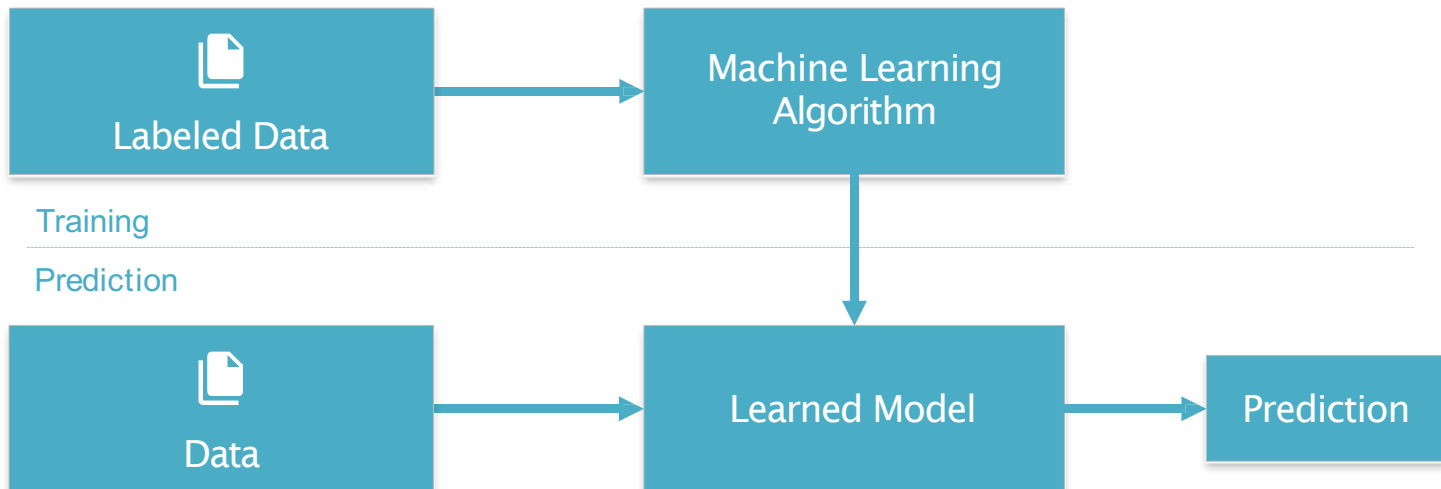 Labeled Data
Machine Learning
Algorithm
Training
Prediction
Data
Learned Model
Prediction